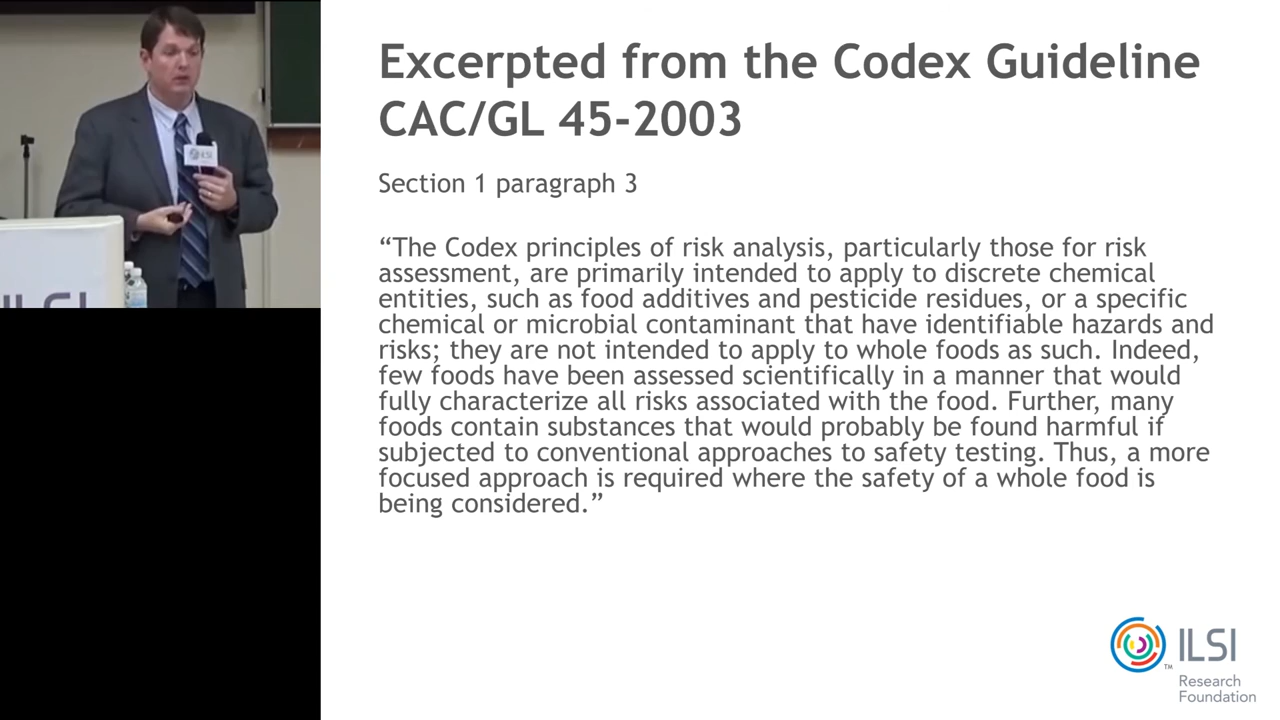 Excerpted from the Codex Guideline
CAC/GL 45-2003
Section 1 paragraph 3
“The Codex principles of risk analysis, particularly those for risk
assessment, are primarily intended to apply to discrete chemical
entities, such as food additives and pesticide residues, or a specific
chemical or microbial contaminant that have identifiable hazards and
risks; they are not intended to apply to whole foods as such. Indeed,
few foods have been assessed scientifically in a manner that would
fully characterize all risks associated with the food. Further, many
foods contain substances that would probably be found harmful if
subjected to conventional approaches to safety testing. Thus, a more
focused approach is required where the safety of a whole food is
being considered.”
ILSI
ILSI
TM
ILSI
Research
Foundation